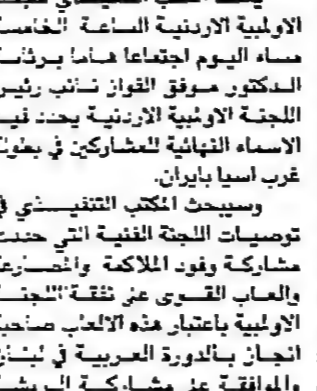 الاولمبية الاردنية الساعة الخامسة
مساء اليوم اجتماعا هاما برئاسة
الدكتور موفق الفواز نائب رئيس
اللجنة الاولمبية الاردنية يحدد فيه
الاسماء النهائية للمشاركين في بطولة
غرب اسيا بايران.
وسيبحث المكتب التنفيذي في
توصيات اللجنة الفنية التي حددت
مشاركة وفود الملاكمة والمصارعة
والعاب القوى على نفقة اللجنة
الاولمبية باعتبار هذه الالعاب صاحبة
انجاز بالدورة العربية في لبنان
والموافقة على مشاركة